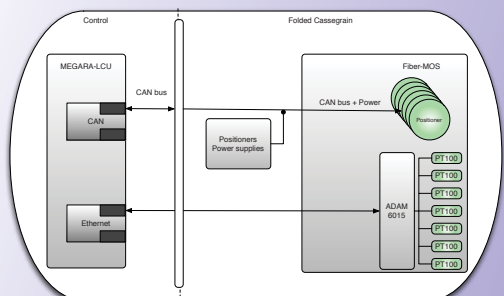 Control
Folded Cassegrain
MEGARA-LCU
Fiber-MOS
CAN bus
CAN
CAN bus + Power
Positioner
Positioners
Power supplies
Ethernet
ADAM
6015
PT100
PT100
PT100
PT100
PT100
PT100
PT100